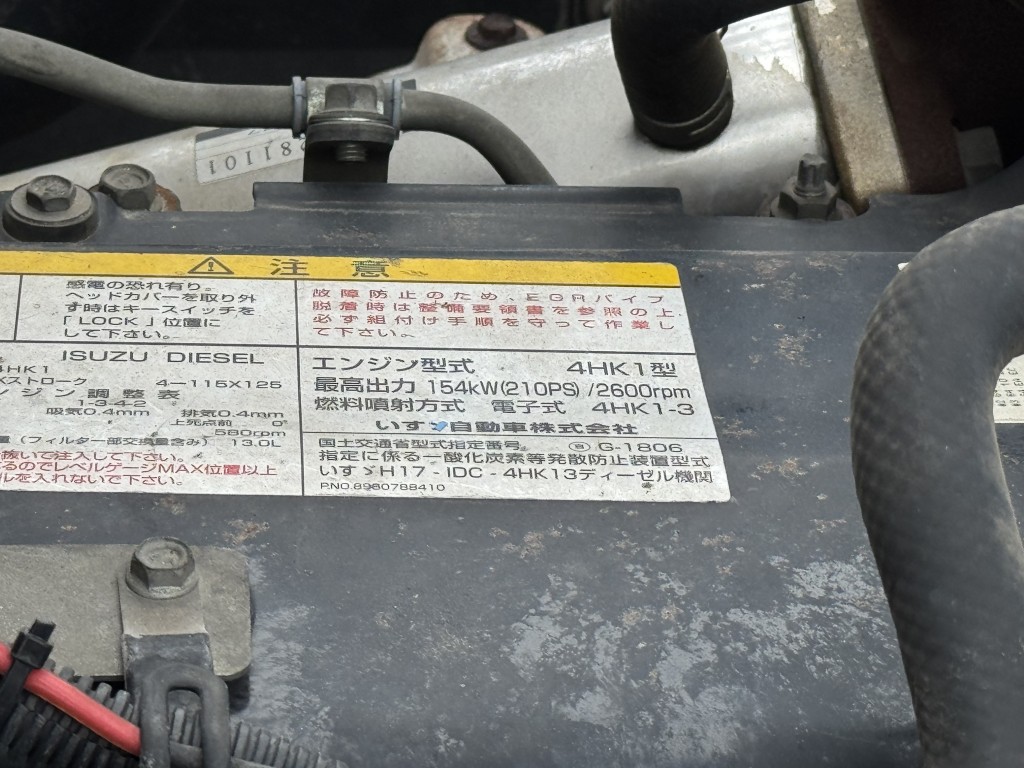 281101
注 意
感電の恐れ有り。
ヘッドカバーを取り外
す時はキースイッチを
「LOCK」位置に
して下さい。
故障防止のため、EGRパイプ
脱着時は整備要領書を参照の上、
必ず組付け手順を守って作業し
て下さい。
ISUZU DIESEL
4HK1
ストローク 4-115X125
ジン調整表
1-3-4-2
吸気0.4mm 排気0.4mm
上死点前 0°
580rpm
(フィルター部交換量含み) 13.0L
抜いて注入して下さい。
るのでレベルゲージMAX位置以上
ルを入れないで下さい。
エンジン型式 4HK1型
最高出力 154kW(210PS)/2600rpm
燃料噴射方式 電子式 4HK1-3
いすゞ自動車株式会社
国土交通省型式指定番号 G-1806
指定に係る一酸化炭素等発散防止装置型式
いすゞH17-IDC-4HK13ディーゼル機関
P.NO.8980788410